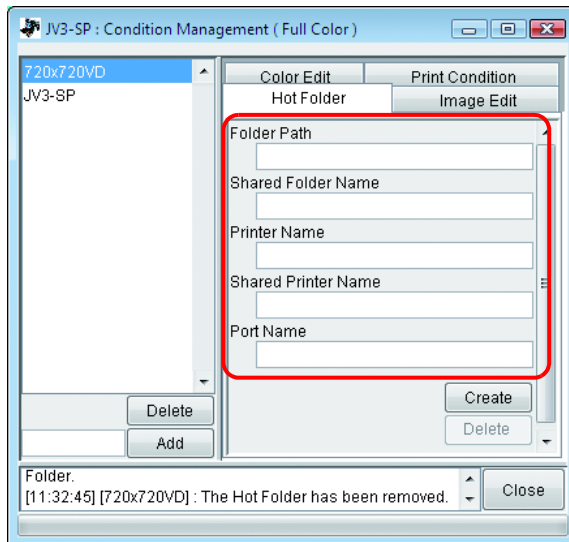 JV3-SP : Condition Management ( Full Color )
720x720VD
JV3-SP
Color Edit
Print Condition
Hot Folder
Image Edit
Folder Path
Shared Folder Name
Printer Name
Shared Printer Name
Port Name
Create
Delete
Delete
Add
Folder.
[11:32:45] [720x720VD] : The Hot Folder has been removed.
Close